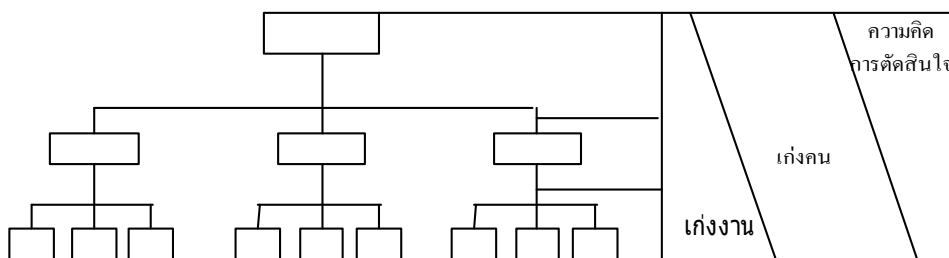 ความคิด
การตัดสินใจ
เก่งคน
เก่งงาน